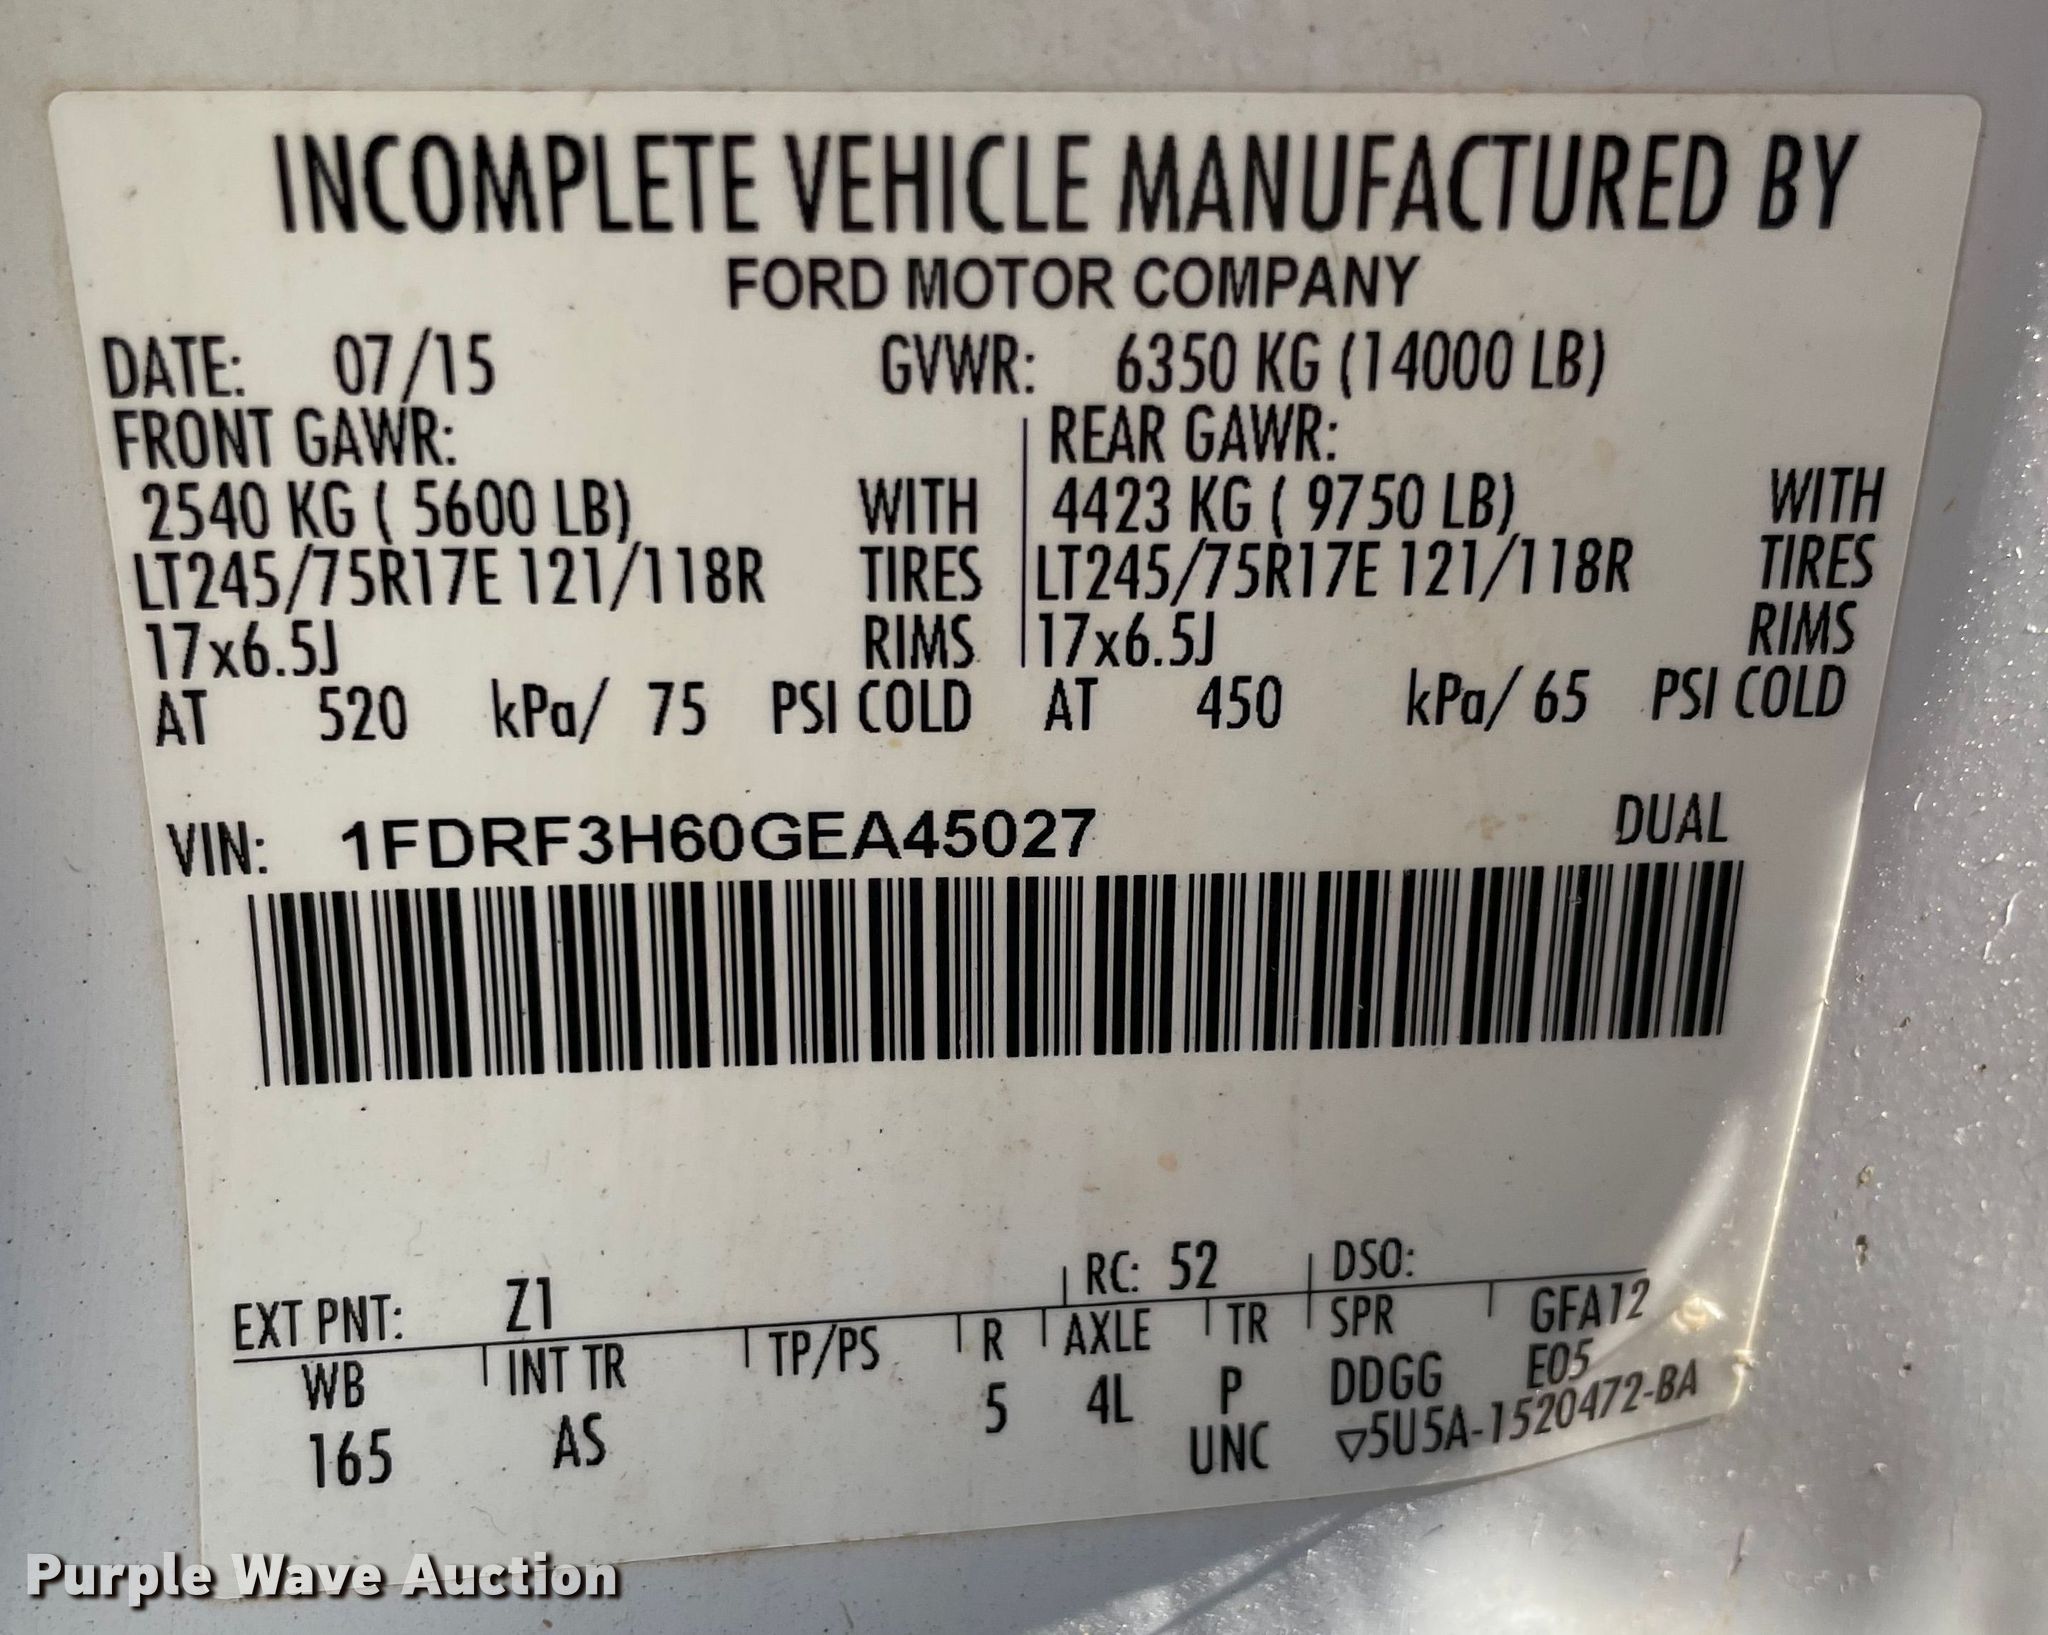 INCOMPLETE VEHICLE MANUFACTURED BY
FORD MOTOR COMPANY
DATE: 07/15 GVWR: 6350 KG (14000 LB)
FRONT GAWR: REAR GAWR:
2540 KG ( 5600 LB) WITH 4423 KG ( 9750 LB) WITH
LT245/75R17E 121/118R TIRES LT245/75R17E 121/118R TIRES
17x6.5J RIMS 17x6.5J RIMS
AT 520 kPa/ 75 PSI COLD AT 450 kPa/ 65 PSI COLD
VIN: 1FDRF3H60GEA45027 DUAL
EXT PNT: Z1 RC: 52 DSO:
WB INT TR TP/PS R AXLE TR SPR GFA12
165 AS 5 4L P DDGG E05
UNC ▽5U5A-1520472-BA
Purple Wave Auction